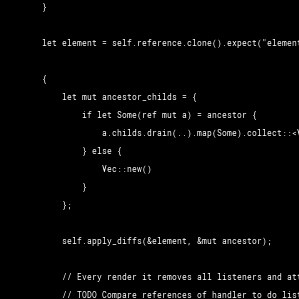 }
let element = self.reference.clone().expect("element
{
let mut ancestor_childs = {
if let Some(ref mut a) = ancestor {
a.childs.drain(..).map(Some).collect::<V
} else {
Vec::new()
}
};
self.apply_diffs(&element, &mut ancestor);
// Every render it removes all listeners and att
// TODO Compare references of handler to do list